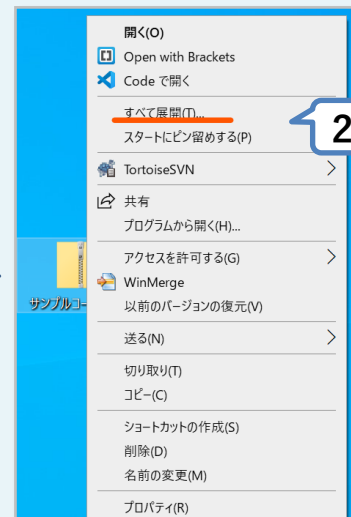 開く(O)
Open with Brackets
Code で開く
すべて展開(T)...
2
スタートにピン留めする(P)
TortoiseSVN
共有
プログラムから開く(H)...
アクセスを許可する(G)
WinMerge
サンプルコー
以前のバージョンの復元(V)
送る(N)
切り取り(T)
コピー(C)
ショートカットの作成(S)
削除(D)
名前の変更(M)
プロパティ(R)